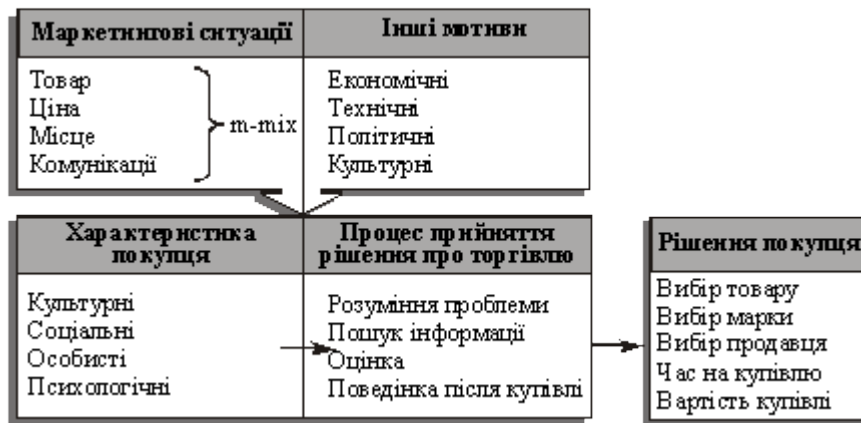 Маркетингові ситуації
Товар
Ціна
Місце
Комунікації
m-mix
Інші мотиви
Економічні
Технічні
Політичні
Культурні
Характеристика
покупця
Культурні
Соціальні
Особисті
Психологічні
Процес прийняття
рішення про торгівлю
Розуміння проблеми
Пошук інформації
Оцінка
Поведінка після купівлі
Рішення покупця
Вибір товару
Вибір марки
Вибір продавця
Час на купівлю
Вартість купівлі